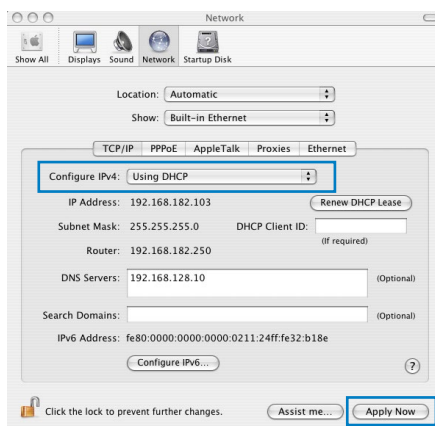 Network
Show All Displays Sound Network Startup Disk
Location: Automatic
Show: Built-in Ethernet
TCP/IP PPPoE AppleTalk Proxies Ethernet
Configure IPv4: Using DHCP
IP Address: 192.168.182.103 Renew DHCP Lease
Subnet Mask: 255.255.255.0 DHCP Client ID:
(If required)
Router: 192.168.182.250
DNS Servers: 192.168.128.10 (Optional)
Search Domains: (Optional)
IPv6 Address: fe80:0000:0000:0000:0211:24ff:fe32:b18e
Configure IPv6... ?
Click the lock to prevent further changes. Assist me... Apply Now